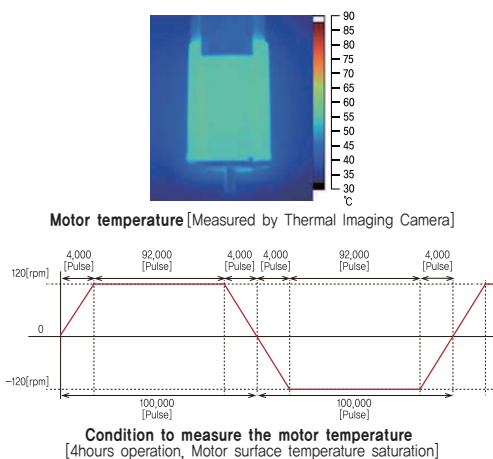 90
85
80
75
70
65
60
55
50
45
40
35
30
℃
Motor temperature [Measured by Thermal Imaging Camera]
4,000 92,000 4,000 4,000 92,000 4,000
[Pulse] [Pulse] [Pulse] [Pulse] [Pulse] [Pulse]
120[rpm]
0
-120[rpm]
100,000 100,000
[Pulse] [Pulse]
Condition to measure the motor temperature
[4hours operation, Motor surface temperature saturation]